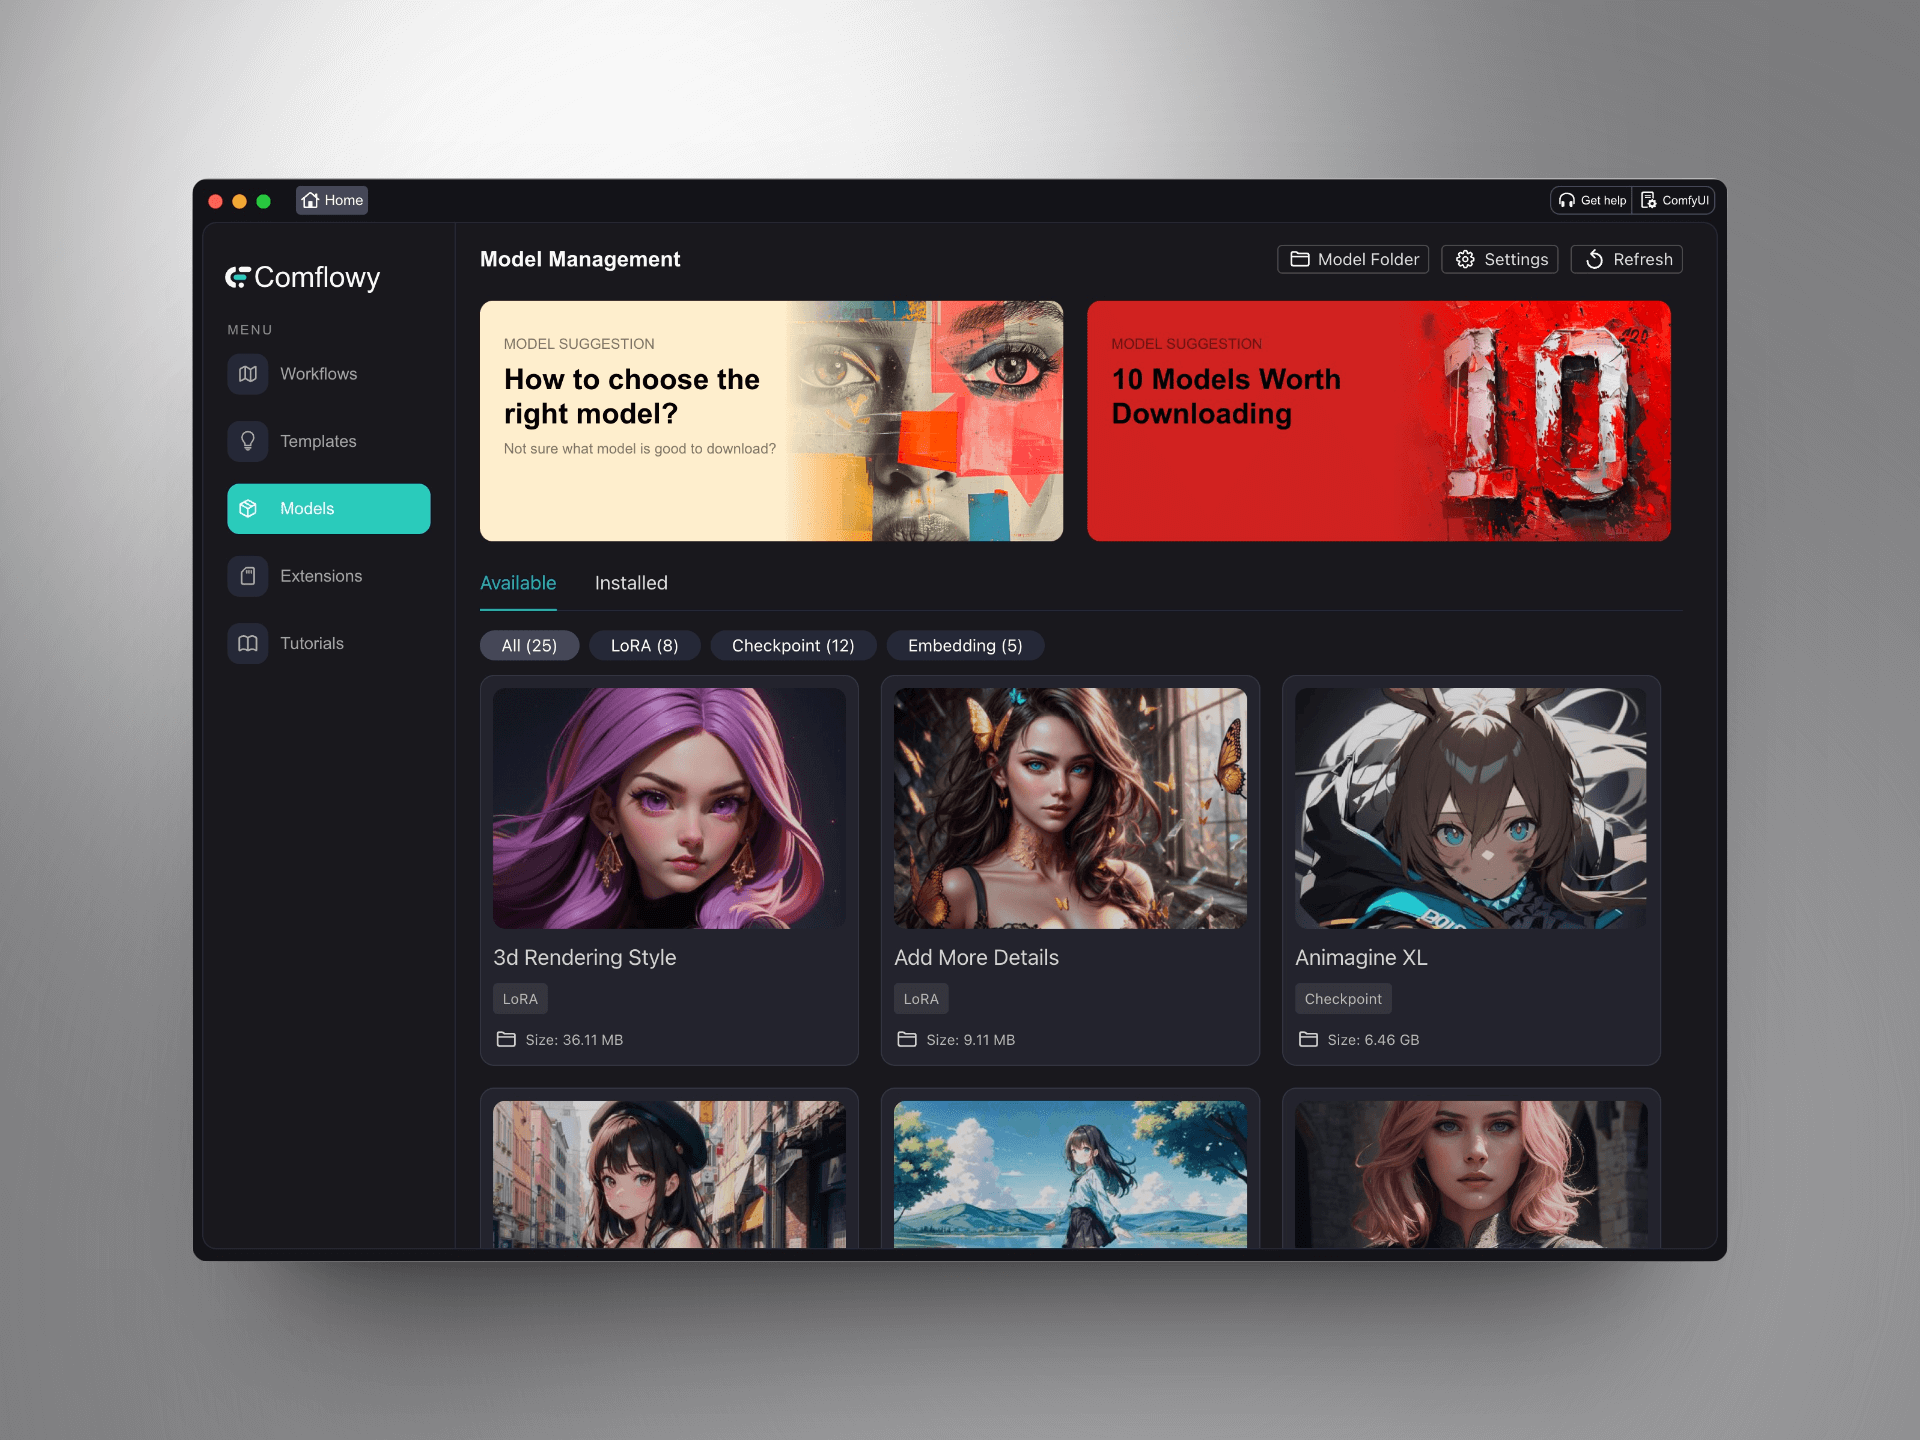 Home
Get help
ComfyUI
Comflowy
MENU
Workflows
Templates
Models
Extensions
Tutorials
Model Management
Model Folder
Settings
Refresh
MODEL SUGGESTION
How to choose the
right model?
Not sure what model is good to download?
MODEL SUGGESTION
10 Models Worth
Downloading
10
Available
Installed
All (25)
LoRA (8)
Checkpoint (12)
Embedding (5)
3d Rendering Style
LoRA
Size: 36.11 MB
Add More Details
LoRA
Size: 9.11 MB
Animagine XL
Checkpoint
Size: 6.46 GB